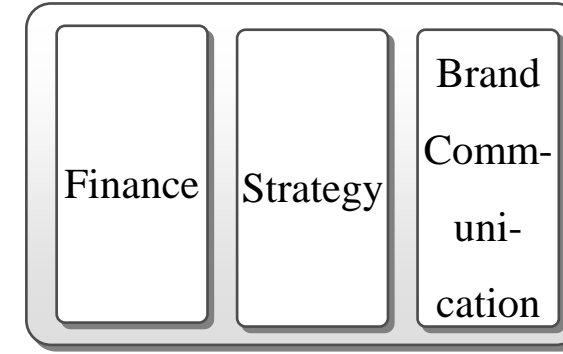 Finance
Strategy
Brand
Comm-
uni-
cation